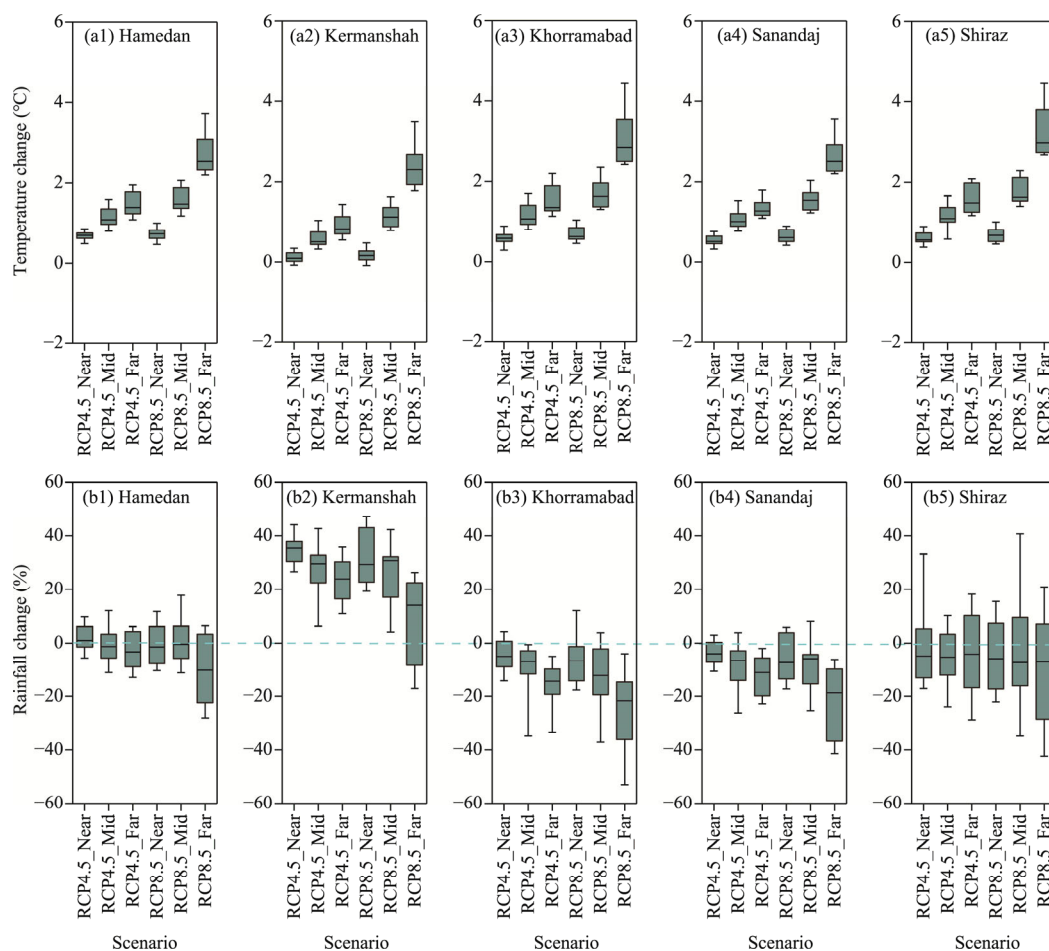 (a1) Hamedan
(a2) Kermanshah
(a3) Khorramabad
(a4) Sanandaj
(a5) Shiraz
Temperature change (°C)
6
4
2
0
−2
RCP4.5_Near
RCP4.5_Mid
RCP4.5_Far
RCP8.5_Near
RCP8.5_Mid
RCP8.5_Far
6
4
2
0
−2
RCP4.5_Near
RCP4.5_Mid
RCP4.5_Far
RCP8.5_Near
RCP8.5_Mid
RCP8.5_Far
6
4
2
0
−2
RCP4.5_Near
RCP4.5_Mid
RCP4.5_Far
RCP8.5_Near
RCP8.5_Mid
RCP8.5_Far
6
4
2
0
−2
RCP4.5_Near
RCP4.5_Mid
RCP4.5_Far
RCP8.5_Near
RCP8.5_Mid
RCP8.5_Far
6
4
2
0
−2
RCP4.5_Near
RCP4.5_Mid
RCP4.5_Far
RCP8.5_Near
RCP8.5_Mid
RCP8.5_Far
(b1) Hamedan
(b2) Kermanshah
(b3) Khorramabad
(b4) Sanandaj
(b5) Shiraz
Rainfall change (%)
60
40
20
0
−20
−40
−60
RCP4.5_Near
RCP4.5_Mid
RCP4.5_Far
RCP8.5_Near
RCP8.5_Mid
RCP8.5_Far
Scenario
60
40
20
0
−20
−40
−60
RCP4.5_Near
RCP4.5_Mid
RCP4.5_Far
RCP8.5_Near
RCP8.5_Mid
RCP8.5_Far
Scenario
60
40
20
0
−20
−40
−60
RCP4.5_Near
RCP4.5_Mid
RCP4.5_Far
RCP8.5_Near
RCP8.5_Mid
RCP8.5_Far
Scenario
60
40
20
0
−20
−40
−60
RCP4.5_Near
RCP4.5_Mid
RCP4.5_Far
RCP8.5_Near
RCP8.5_Mid
RCP8.5_Far
Scenario
60
40
20
0
−20
−40
−60
RCP4.5_Near
RCP4.5_Mid
RCP4.5_Far
RCP8.5_Near
RCP8.5_Mid
RCP8.5_Far
Scenario